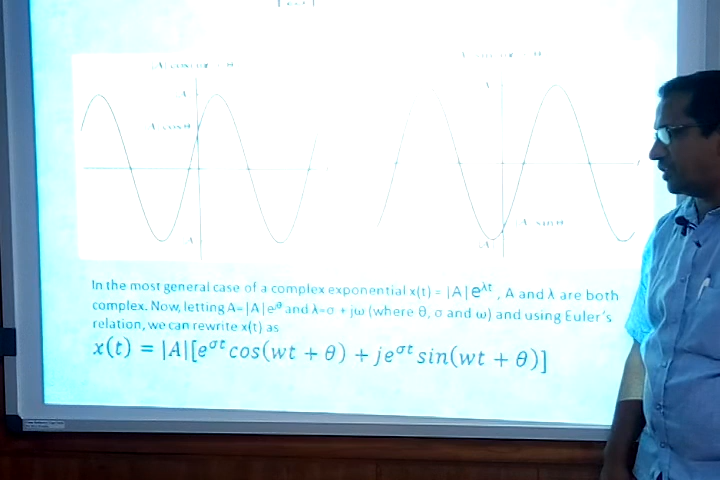 In the most general case of a complex exponential x(t) = |A|e^λt , A and λ are both
complex. Now, letting A=|A|e^jθ and λ=σ + jω (where θ, σ and ω) and using Euler's
relation, we can rewrite x(t) as
x(t) = |A|[e^σt cos(wt + θ) + je^σt sin(wt + θ)]